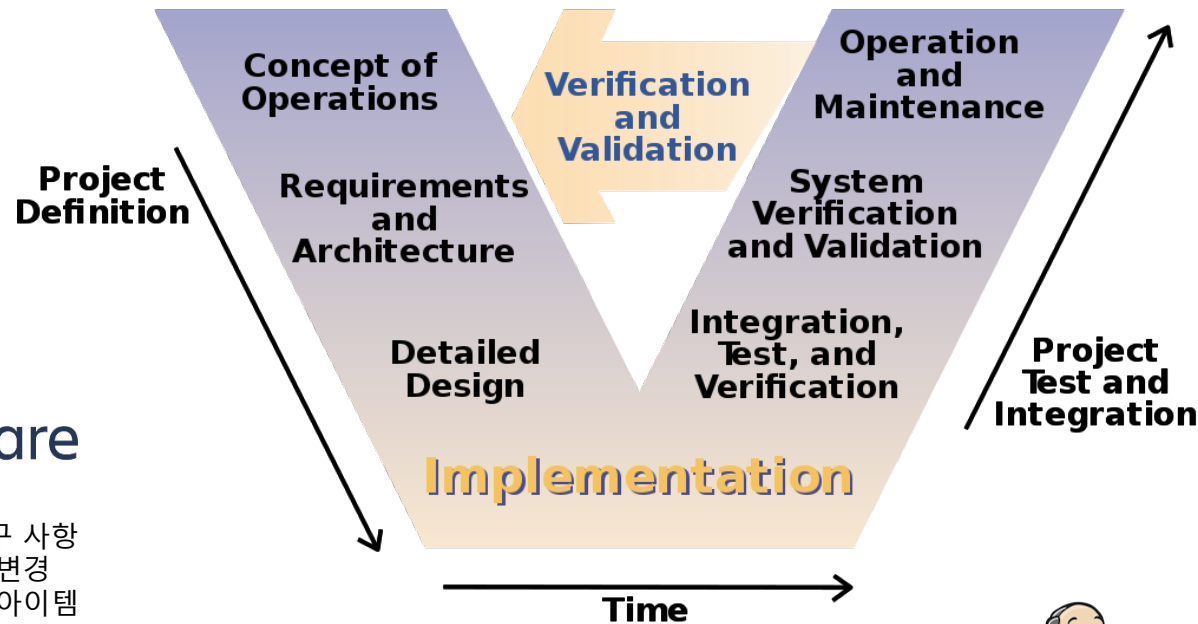 Concept of
Operations
Verification
and
Validation
Operation
and
Maintenance
Project
Definition
Requirements
and
Architecture
System
Verification
and Validation
Detailed
Design
Integration,
Test, and
Verification
Project
Test and
Integration
are
Implementation
사항
변경
아이템
Time